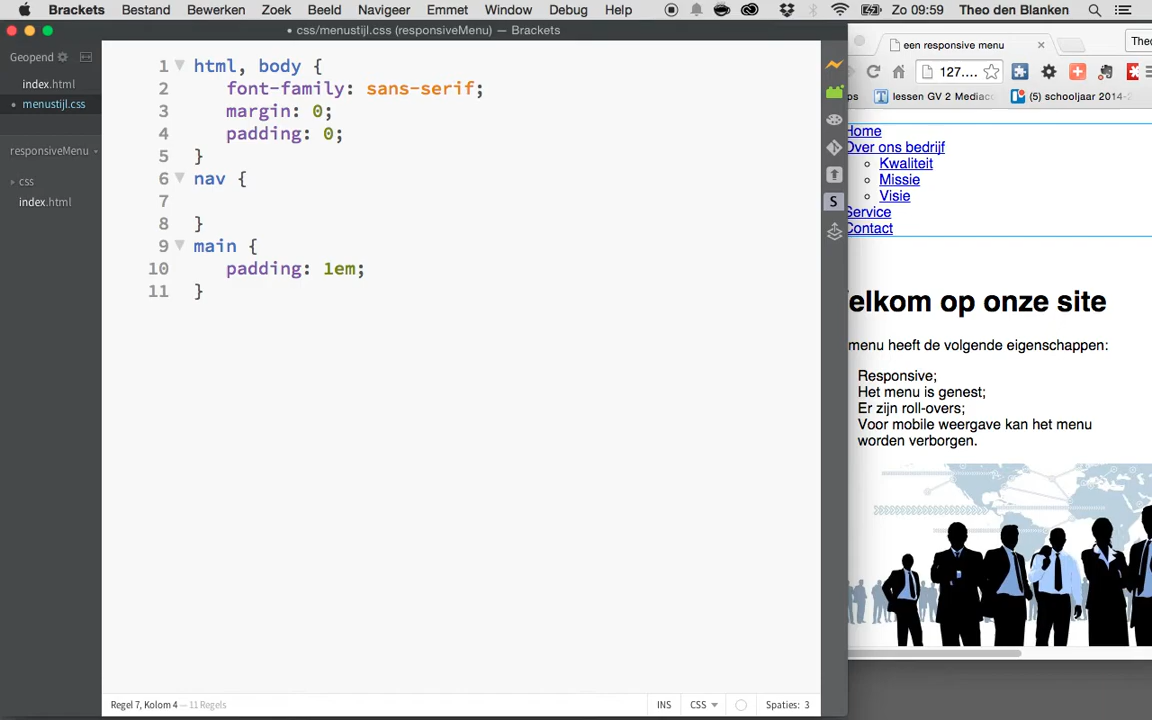 Brackets Bestand Bewerken Zoek Beeld Navigeer Emmet Window Debug Help Zo 09:59 Theo den Blanken
• css/menustijl.css (responsiveMenu) — Brackets
Geopend
index.html
menustijl.css
responsiveMenu
css
index.html
1 html, body {
2 font-family: sans-serif;
3 margin: 0;
4 padding: 0;
5 }
6 nav {
7
8 }
9 main {
10 padding: 1em;
11 }
S
Regel 7, Kolom 4 — 11 Regels
INS CSS Spaties: 3
een responsive menu
127....
lessen GV 2 Mediac
(5) schooljaar 2014-2
Home
Over ons bedrijf
Kwaliteit
Missie
Visie
Service
Contact
elkom op onze site
menu heeft de volgende eigenschappen:
Responsive;
Het menu is genest;
Er zijn roll-overs;
Voor mobile weergave kan het menu
worden verborgen.